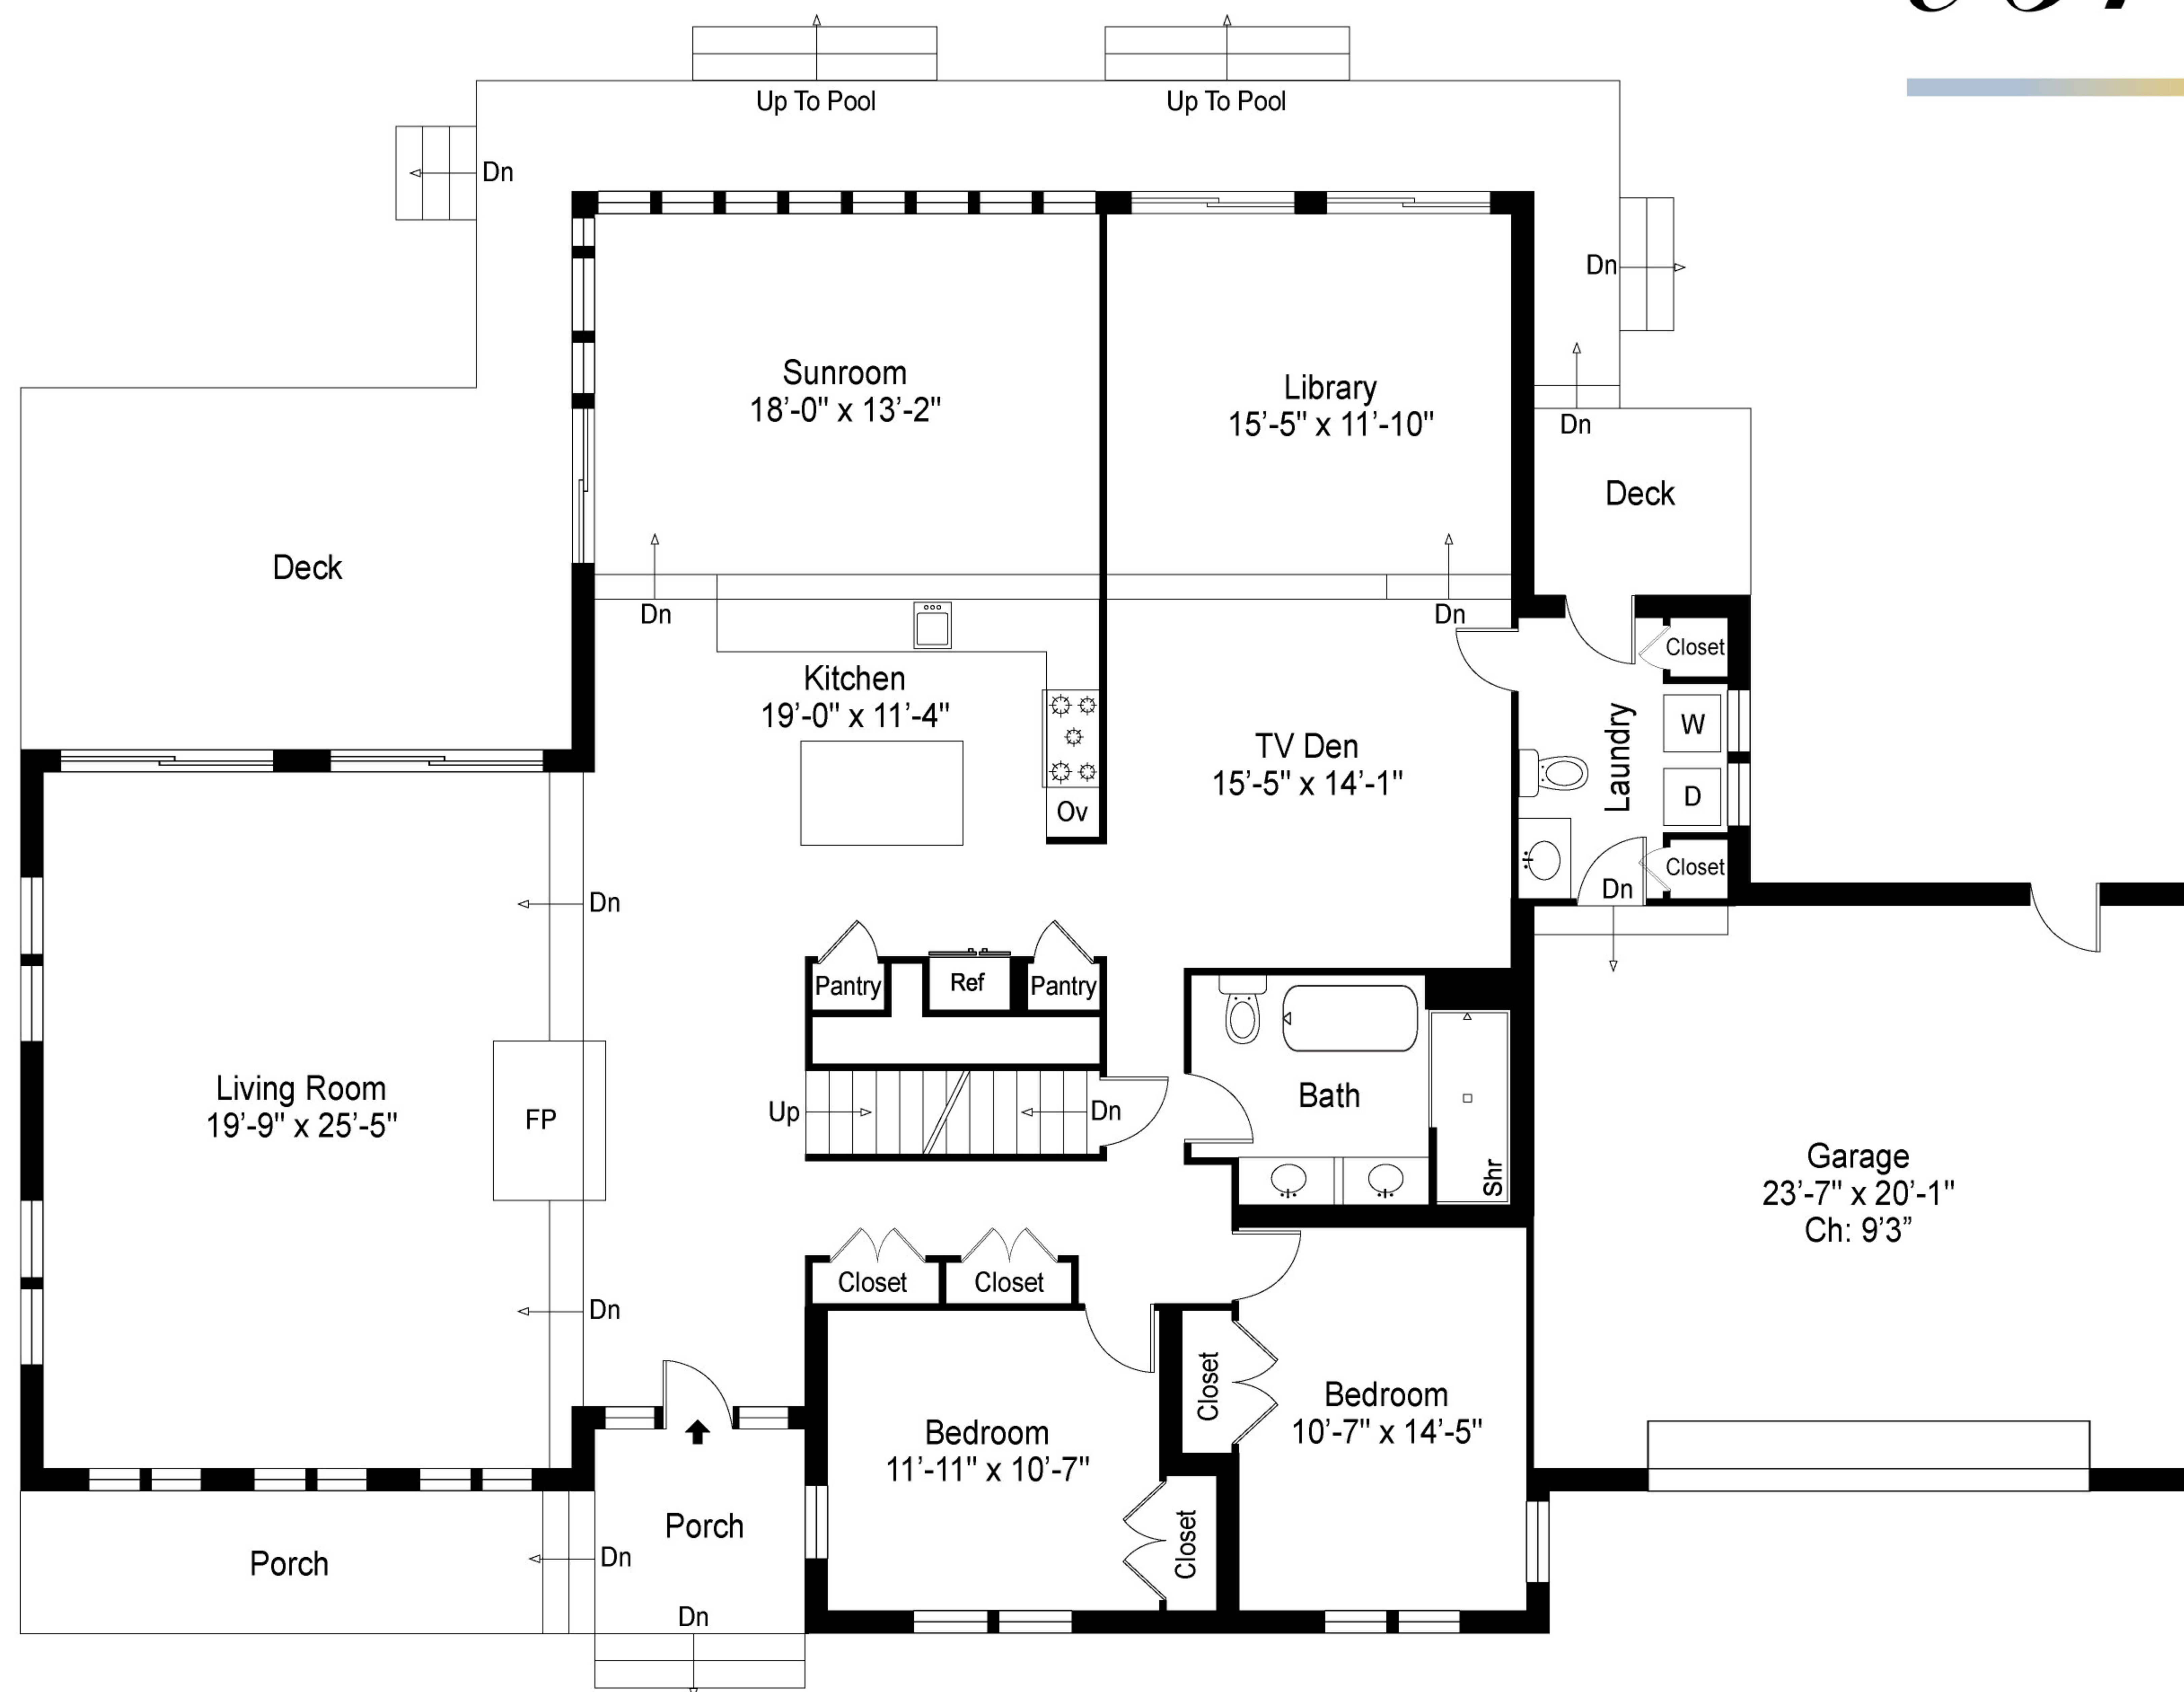 Up To Pool
Up To Pool
Dn
Dn
Sunroom
18’-0" x 13’-2"
Library
15’-5" x 11’-10"
Dn
Deck
Deck
Dn
Dn
Closet
Kitchen
19’-0" x 11’-4"
W
Laundry
TV Den
15’-5" x 14’-1"
D
Ov
Closet
Dn
Dn
Pantry
Ref
Pantry
Living Room
19’-9" x 25’-5"
FP
Up
Dn
Bath
Shr
Garage
23’-7" x 20’-1"
Ch: 9’3”
Closet
Closet
Dn
Closet
Bedroom
10’-7" x 14’-5"
Bedroom
11’-11" x 10’-7"
Porch
Closet
Porch
Dn
Dn